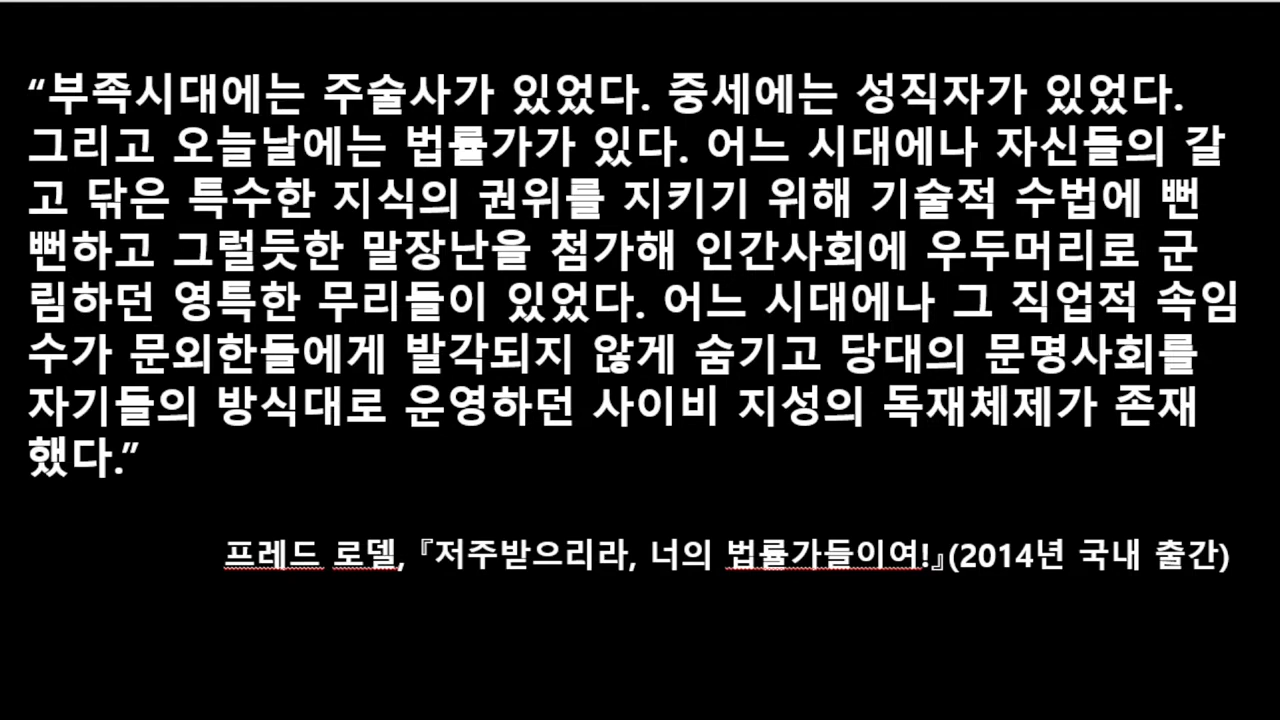 “부족시대에는 주술사가 있었다. 중세에는 성직자가 있었다.
그리고 오늘날에는 법률가가 있다. 어느 시대에나 자신들의 갈
고 닦은 특수한 지식의 권위를 지키기 위해 기술적 수법에 뻔
뻔하고 그럴듯한 말장난을 첨가해 인간사회에 우두머리로 군
림하던 영특한 무리들이 있었다. 어느 시대에나 그 직업적 속임
수가 문외한들에게 발각되지 않게 숨기고 당대의 문명사회를
자기들의 방식대로 운영하던 사이비 지성의 독재체제가 존재
했다.”
프레드 로델, 『저주받으리라, 너의 법률가들이여!』(2014년 국내 출간)